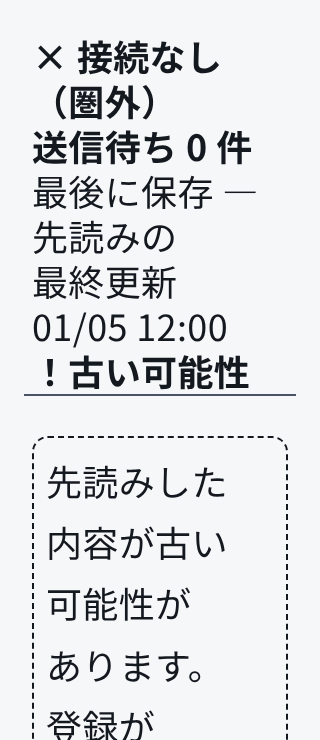 × 接続なし
（圏外）
送信待ち 0 件
最後に保存 —
先読みの
最終更新
01/05 12:00
！古い可能性
先読みした
内容が古い
可能性が
あります。
登録が